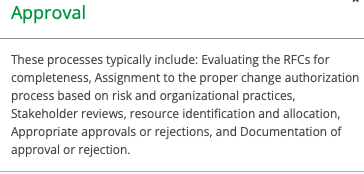 Approval
These processes typically include: Evaluating the RFCs for
completeness, Assignment to the proper change authorization
process based on risk and organizational practices,
Stakeholder reviews, resource identification and allocation,
Appropriate approvals or rejections, and Documentation of
approval or rejection.